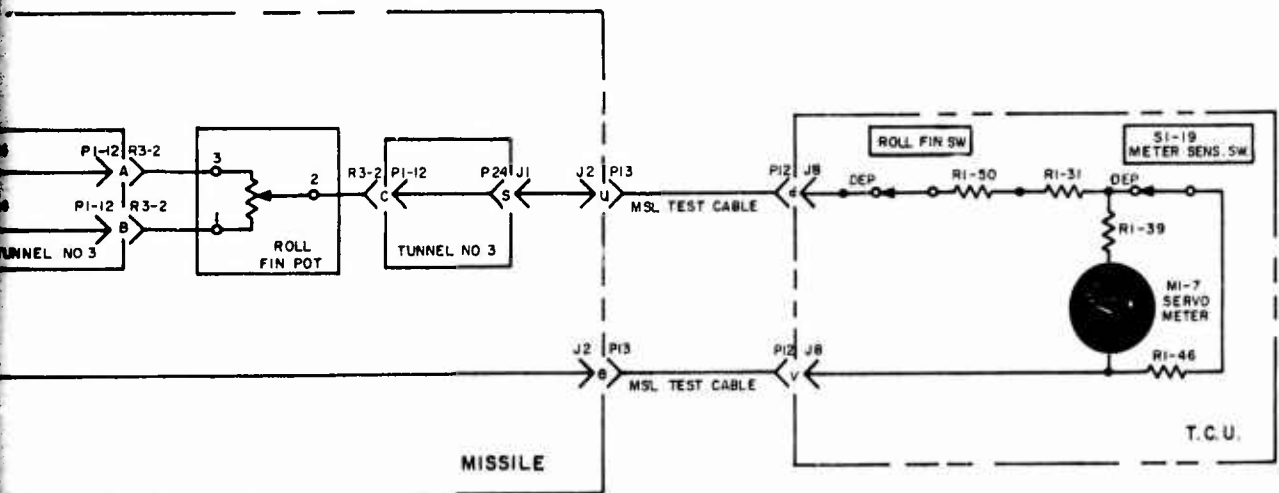 P1-12 R3-2
A
P1-12 R3-2
B
TUNNEL NO 3
3
2
1
ROLL
FIN POT
R3-2 P1-12
C
P24 J1
S
TUNNEL NO 3
J2 P13
U
MSL TEST CABLE
P12 J8
ROLL FIN SW
DEP
R1-50
R1-31
S1-19
METER SENS. SW
DEP
R1-39
M1-7
SERVO
METER
R1-46
J2 P13
e
MSL TEST CABLE
P12 J8
V
T.C.U.
MISSILE